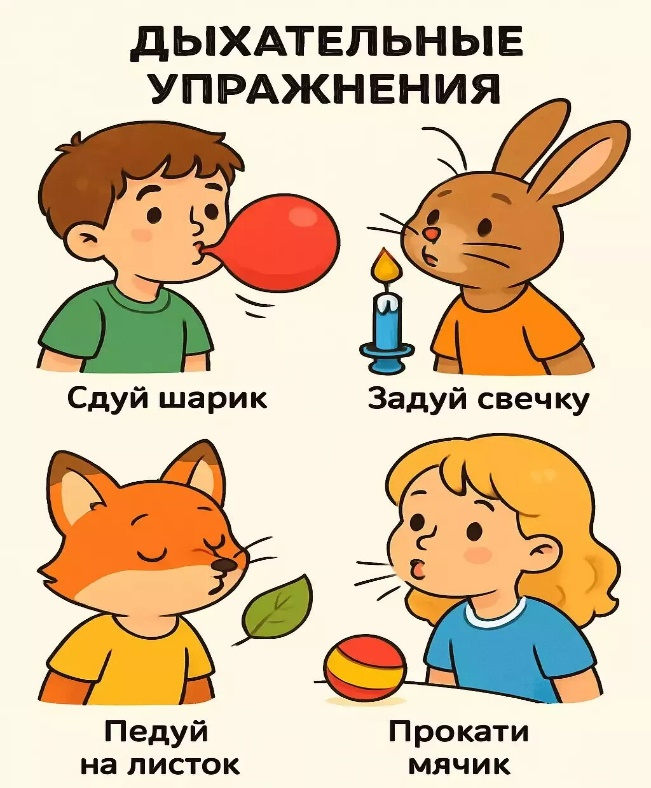 ДЫХАТЕЛЬНЫЕ
УПРАЖНЕНИЯ
Сдуй шарик
Задуй свечку
Педуй
на листок
Прокати
мячик